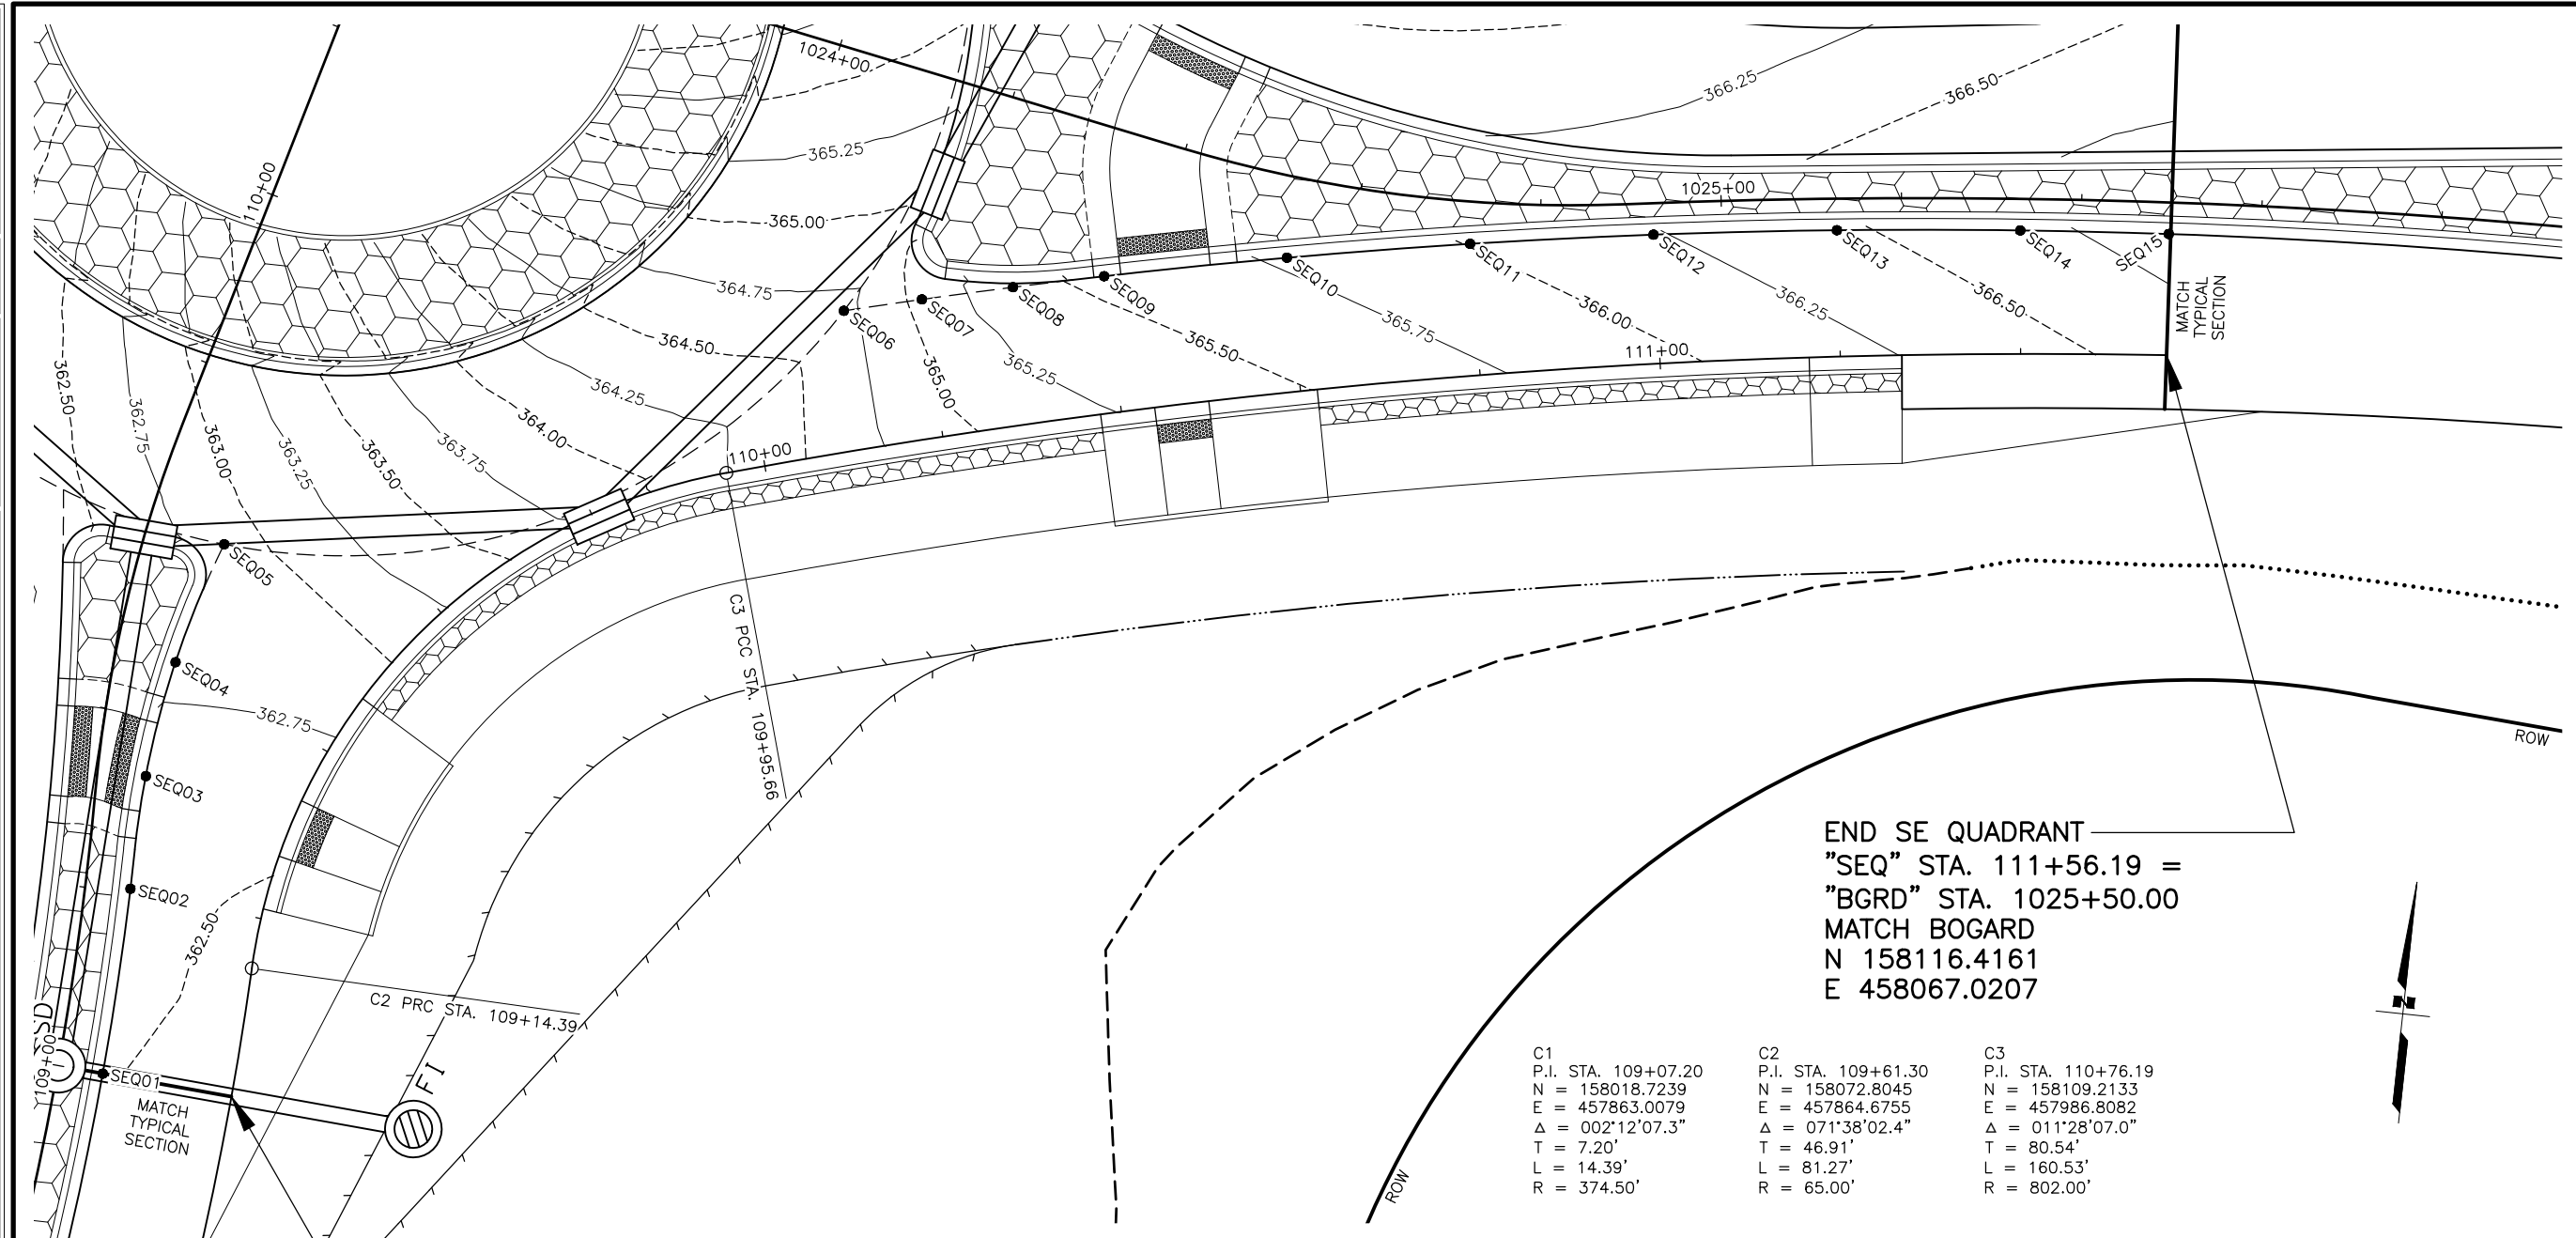 1024+00
366.25
366.50
110+00
365.25
365.00
1025+00
364.75
SEQ06
SEQ07
SEQ08
SEQ09
SEQ10
SEQ11
SEQ12
SEQ13
SEQ14
SEQ15
MATCH
TYPICAL
SECTION
364.50
365.00
365.25
365.50
365.75
366.00
366.25
366.50
111+00
362.50
362.75
363.00
363.25
363.50
363.75
364.00
364.25
110+00
SEQ05
SEQ04
362.75
SEQ03
SEQ02
362.50
C3 PCC STA. 109+95.66
C2 PRC STA. 109+14.39
ROW
END SE QUADRANT
"SEQ" STA. 111+56.19 =
"BGRD" STA. 1025+50.00
MATCH BOGARD
N 158116.4161
E 458067.0207
N
SD
109+00
SEQ01
MATCH
TYPICAL
SECTION
FI
ROW
C1
P.I. STA. 109+07.20
N = 158018.7239
E = 457863.0079
Δ = 002°12'07.3"
T = 7.20'
L = 14.39'
R = 374.50'
C2
P.I. STA. 109+61.30
N = 158072.8045
E = 457864.6755
Δ = 071°38'02.4"
T = 46.91'
L = 81.27'
R = 65.00'
C3
P.I. STA. 110+76.19
N = 158109.2133
E = 457986.8082
Δ = 011°28'07.0"
T = 80.54'
L = 160.53'
R = 802.00'